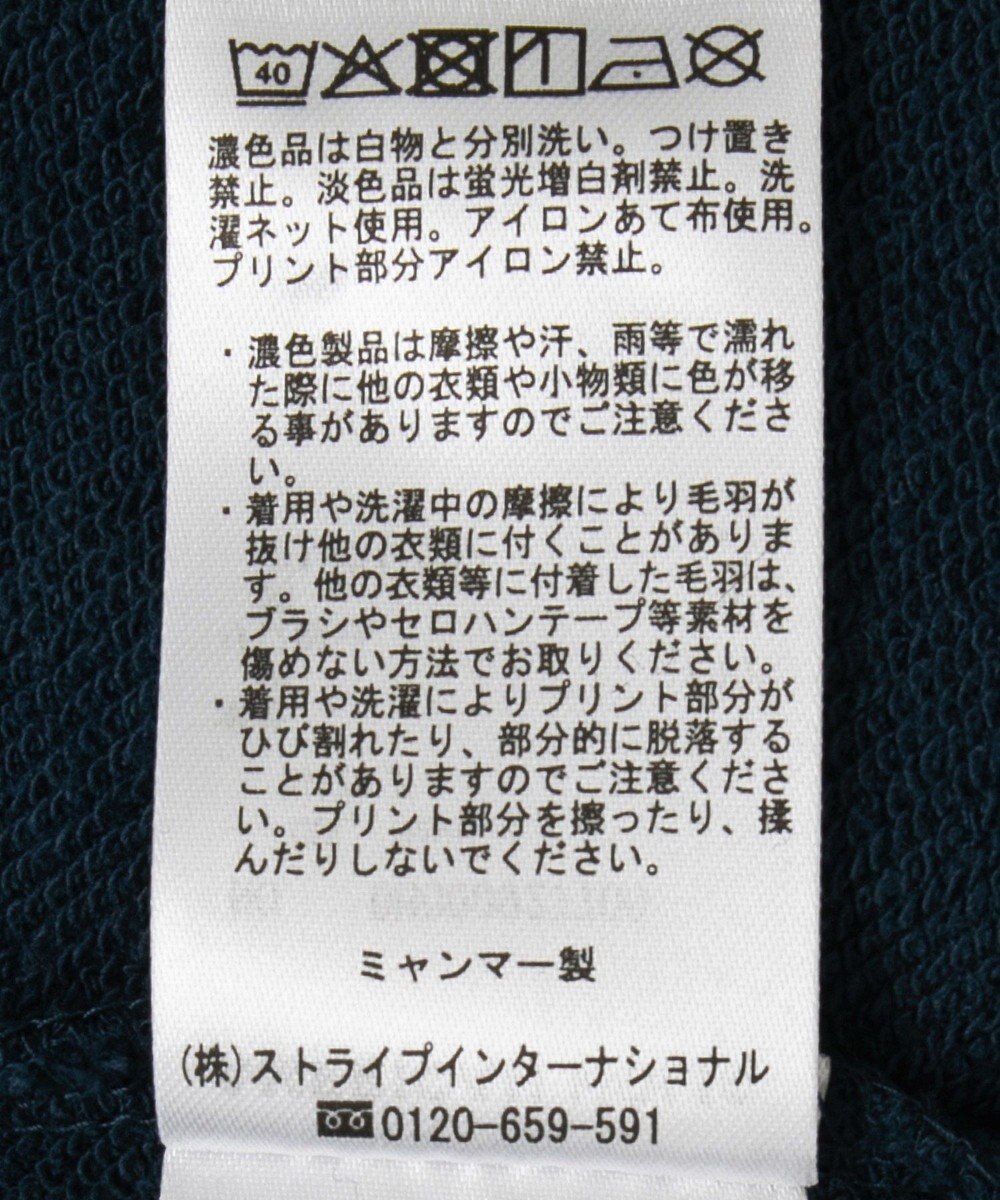 40
濃色品は白物と分別洗い。つけ置き
禁止。淡色品は蛍光増白剤禁止。洗
濯ネット使用。アイロンあて布使用。
プリント部分アイロン禁止。
・濃色製品は摩擦や汗、雨等で濡れ
た際に他の衣類や小物類に色が移
る事がありますのでご注意くださ
い。
・着用や洗濯中の摩擦により毛羽が
抜け他の衣類に付くことがありま
す。他の衣類等に付着した毛羽は、
ブラシやセロハンテープ等素材を
傷めない方法でお取りください。
・着用や洗濯によりプリント部分が
ひび割れたり、部分的に脱落する
ことがありますのでご注意くださ
い。プリント部分を擦ったり、揉
んだりしないでください。
ミャンマー製
(株)ストライプインターナショナル
0120-659-591